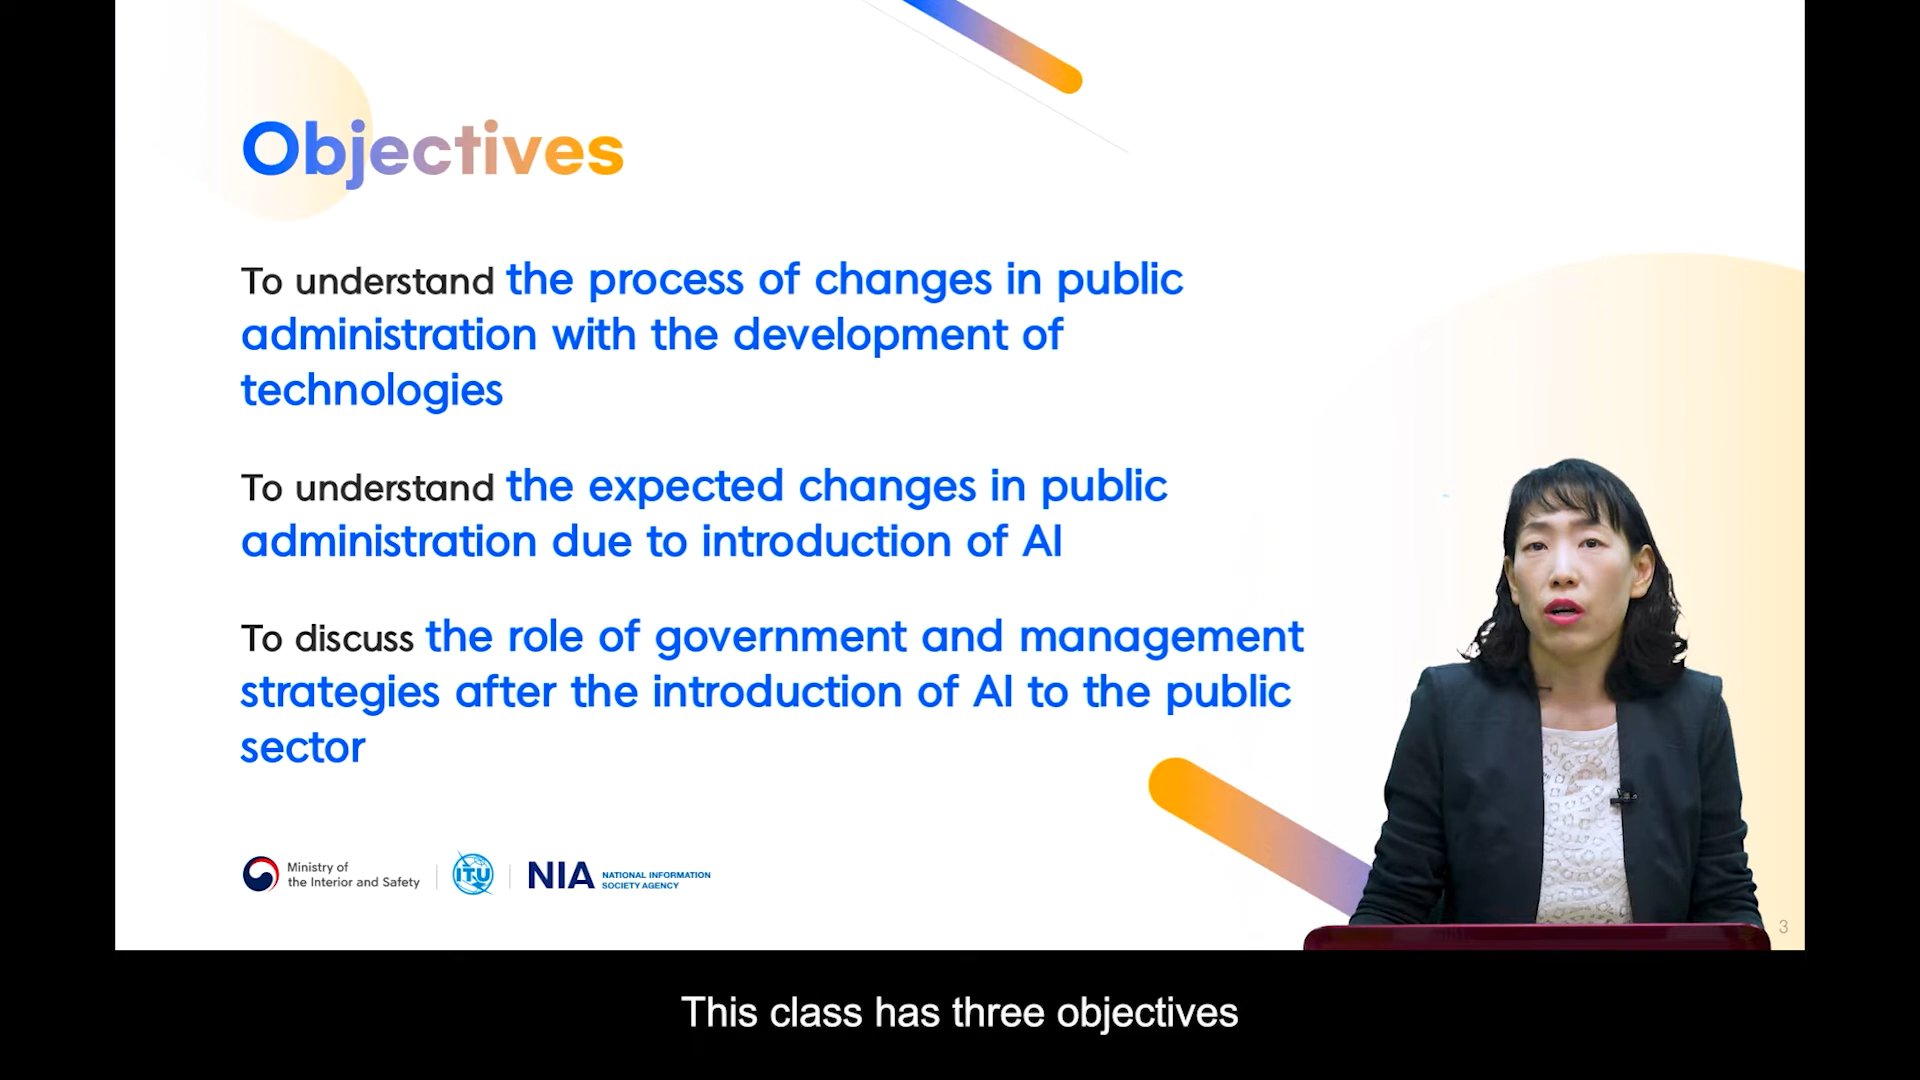 Objectives
To understand the process of changes in public
administration with the development of
technologies
To understand the expected changes in public
administration due to introduction of AI
To discuss the role of government and management
strategies after the introduction of AI to the public
sector
Ministry of
the Interior and Safety
ITU
NIA NATIONAL INFORMATION
SOCIETY AGENCY
3
This class has three objectives